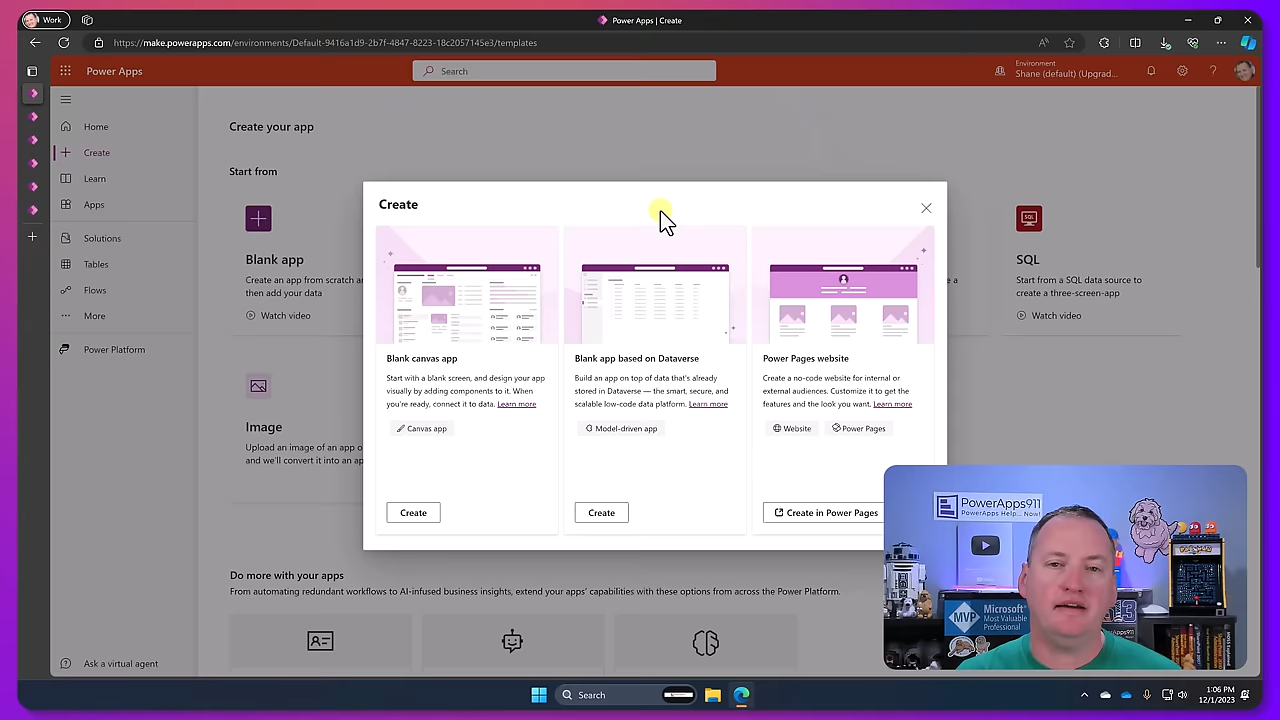 Work
Power Apps | Create
https://make.powerapps.com/environments/Default-9416a1d9-2b7f-4847-8223-18c2057145e3/templates
Power Apps
Search
Environment
Shane (default) (Upgrad...
Home
Create
Learn
Apps
Solutions
Tables
Flows
More
Power Platform
Ask a virtual agent
Create your app
Start from
Blank app
Create an app from scratch a
then add your data
Watch video
SQL
Start from a SQL data source to
create a three-screen app
Watch video
e a
Image
Upload an image of an app o
and we'll convert it into an ap
Create
Blank canvas app
Start with a blank screen, and design your app
visually by adding components to it. When
you're ready, connect it to data. Learn more
Canvas app
Create
Blank app based on Dataverse
Build an app on top of data that's already
stored in Dataverse — the smart, secure, and
scalable low-code data platform. Learn more
Model-driven app
Create
Power Pages website
Create a no-code website for internal or
external audiences. Customize it to get the
features and the look you want. Learn more
Website
Power Pages
Create in Power Pages
Do more with your apps
From automating redundant workflows to AI-infused business insights, extend your apps' capabilities with these options from across the Power Platform.
PowerApps911
PowerApps Help... Now!
Microsoft
Most Valuable
Professional
MVP
PAC-MAN
Search
1:06 PM
12/1/2023